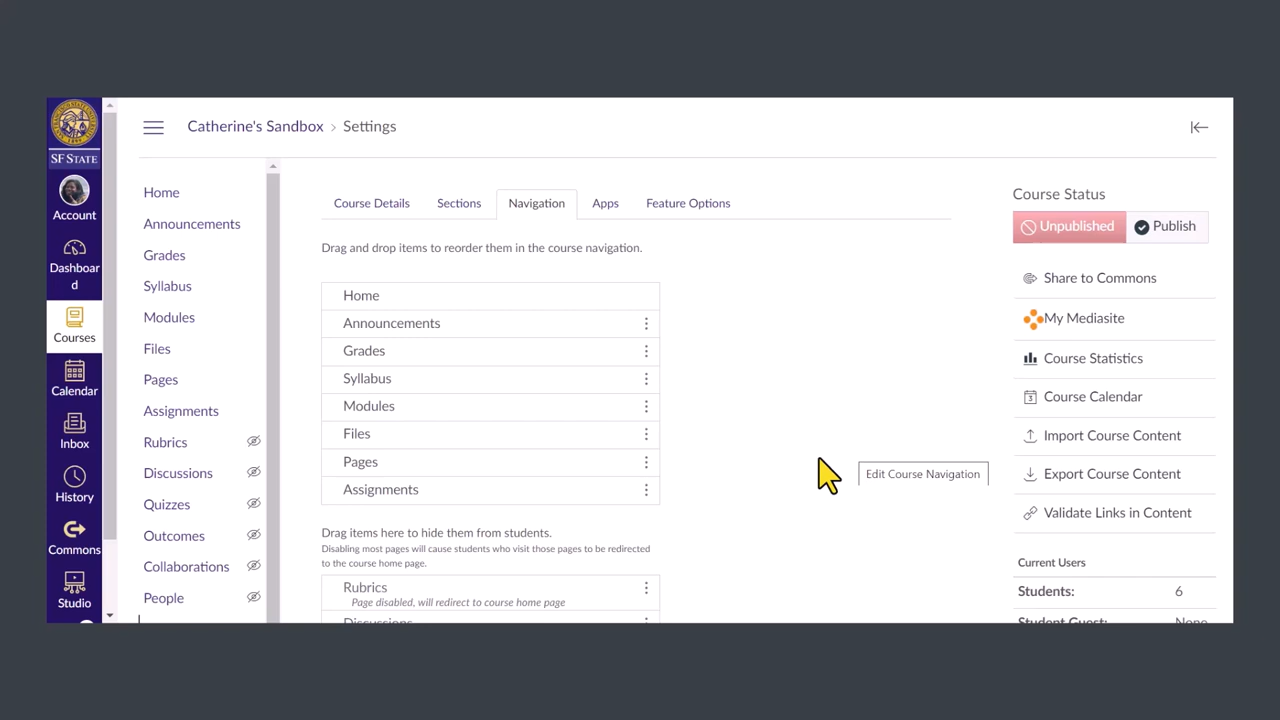 SF STATE
Account
Dashboar
d
Courses
Calendar
Inbox
History
Commons
Studio
Catherine's Sandbox › Settings
Home
Announcements
Grades
Syllabus
Modules
Files
Pages
Assignments
Rubrics
Discussions
Quizzes
Outcomes
Collaborations
People
Course Details Sections Navigation Apps Feature Options
Drag and drop items to reorder them in the course navigation.
Home
Announcements
Grades
Syllabus
Modules
Files
Pages
Assignments
Drag items here to hide them from students.
Disabling most pages will cause students who visit those pages to be redirected
to the course home page.
Rubrics
Page disabled, will redirect to course home page
Discussions
Edit Course Navigation
Course Status
Unpublished Publish
Share to Commons
My Mediasite
Course Statistics
Course Calendar
Import Course Content
Export Course Content
Validate Links in Content
Current Users
Students: 6
Student Guest: None